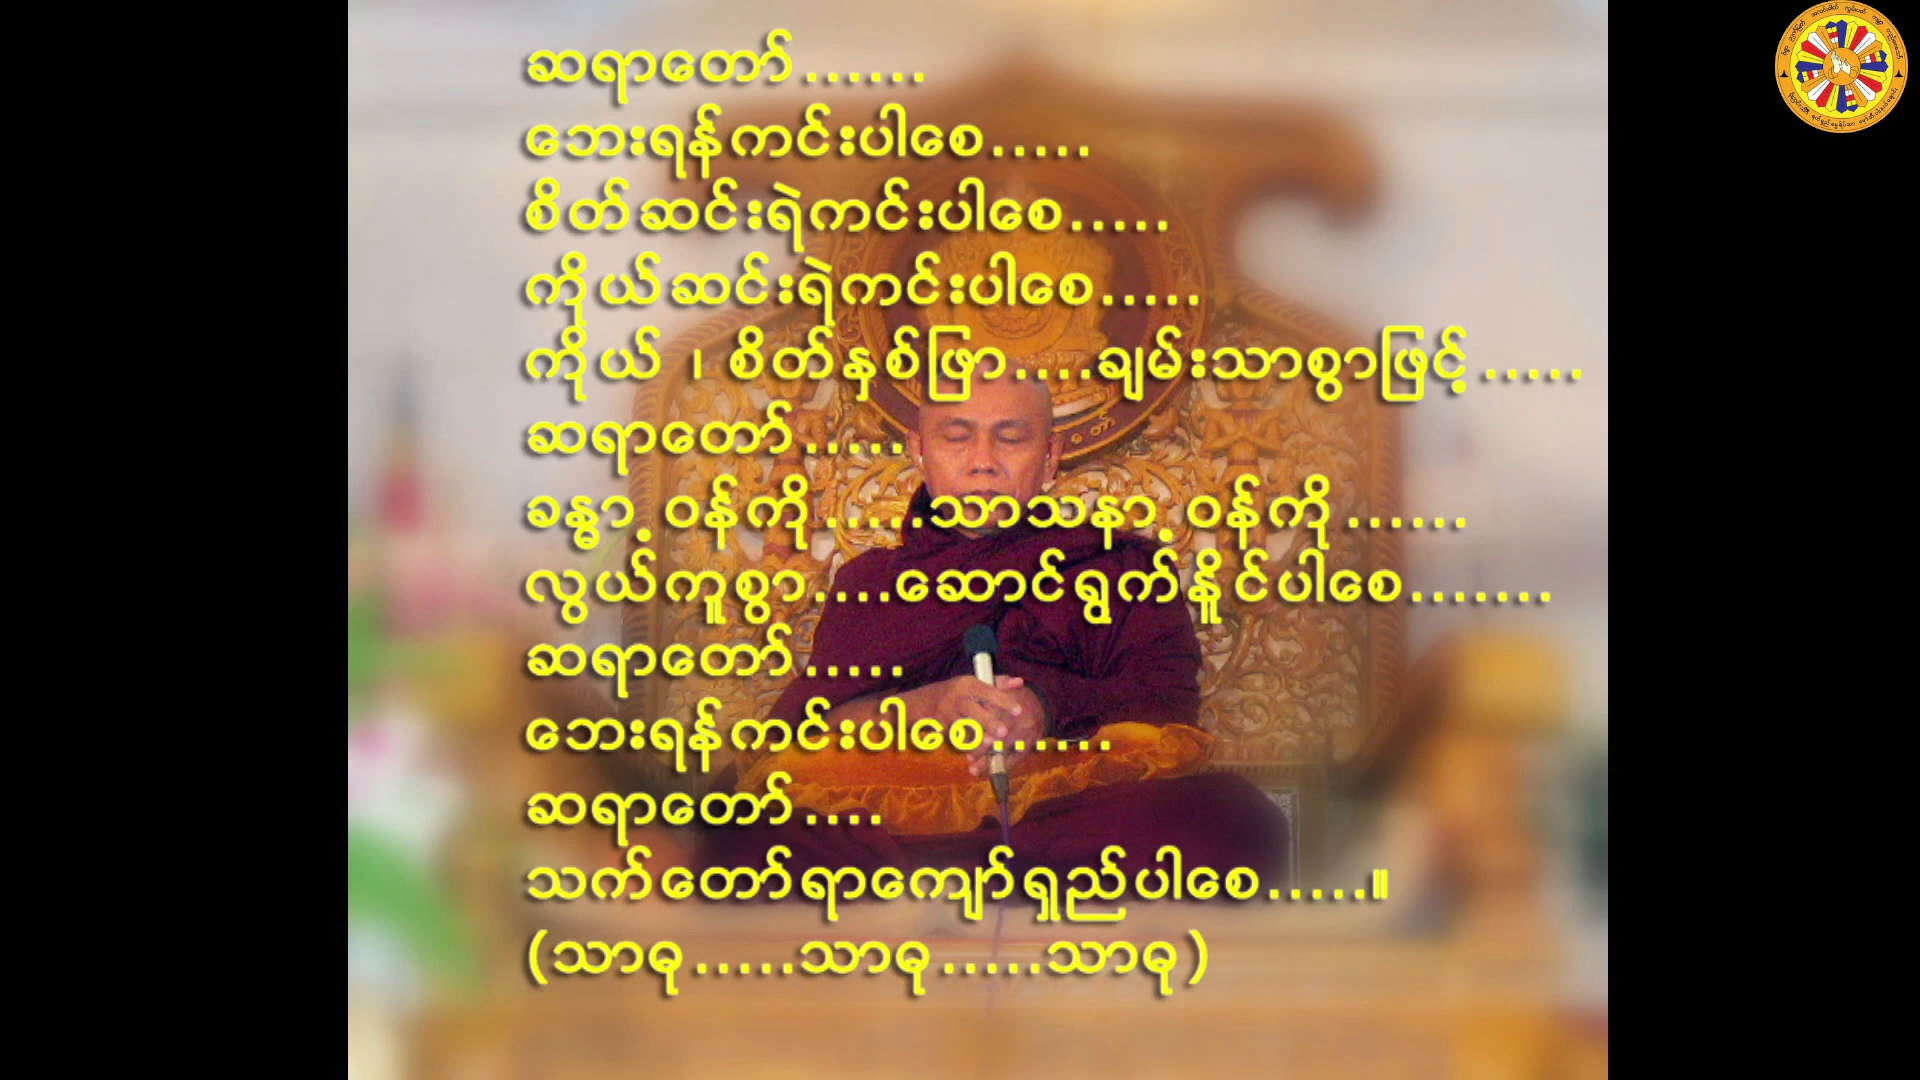 ဆရာတော်......
ဘေးရန်ကင်းပါစေ.....
စိတ်ဆင်းရဲကင်းပါစေ.....
ကိုယ်ဆင်းရဲကင်းပါစေ.....
ကိုယ် ၊ စိတ်နှစ်ဖြာ....ချမ်းသာစွာဖြင့်.....
ဆရာတော်.....
ခန္ဓာ့ဝန်ကို.....သာသနာ့ဝန်ကို......
လွယ်ကူစွာ....ဆောင်ရွက်နိူင်ပါစေ.......
ဆရာတော်.....
ဘေးရန်ကင်းပါစေ......
ဆရာတော်....
သက်တော်ရာကျော်ရှည်ပါစေ.....။
(သာဓု.....သာဓု.....သာဓု)